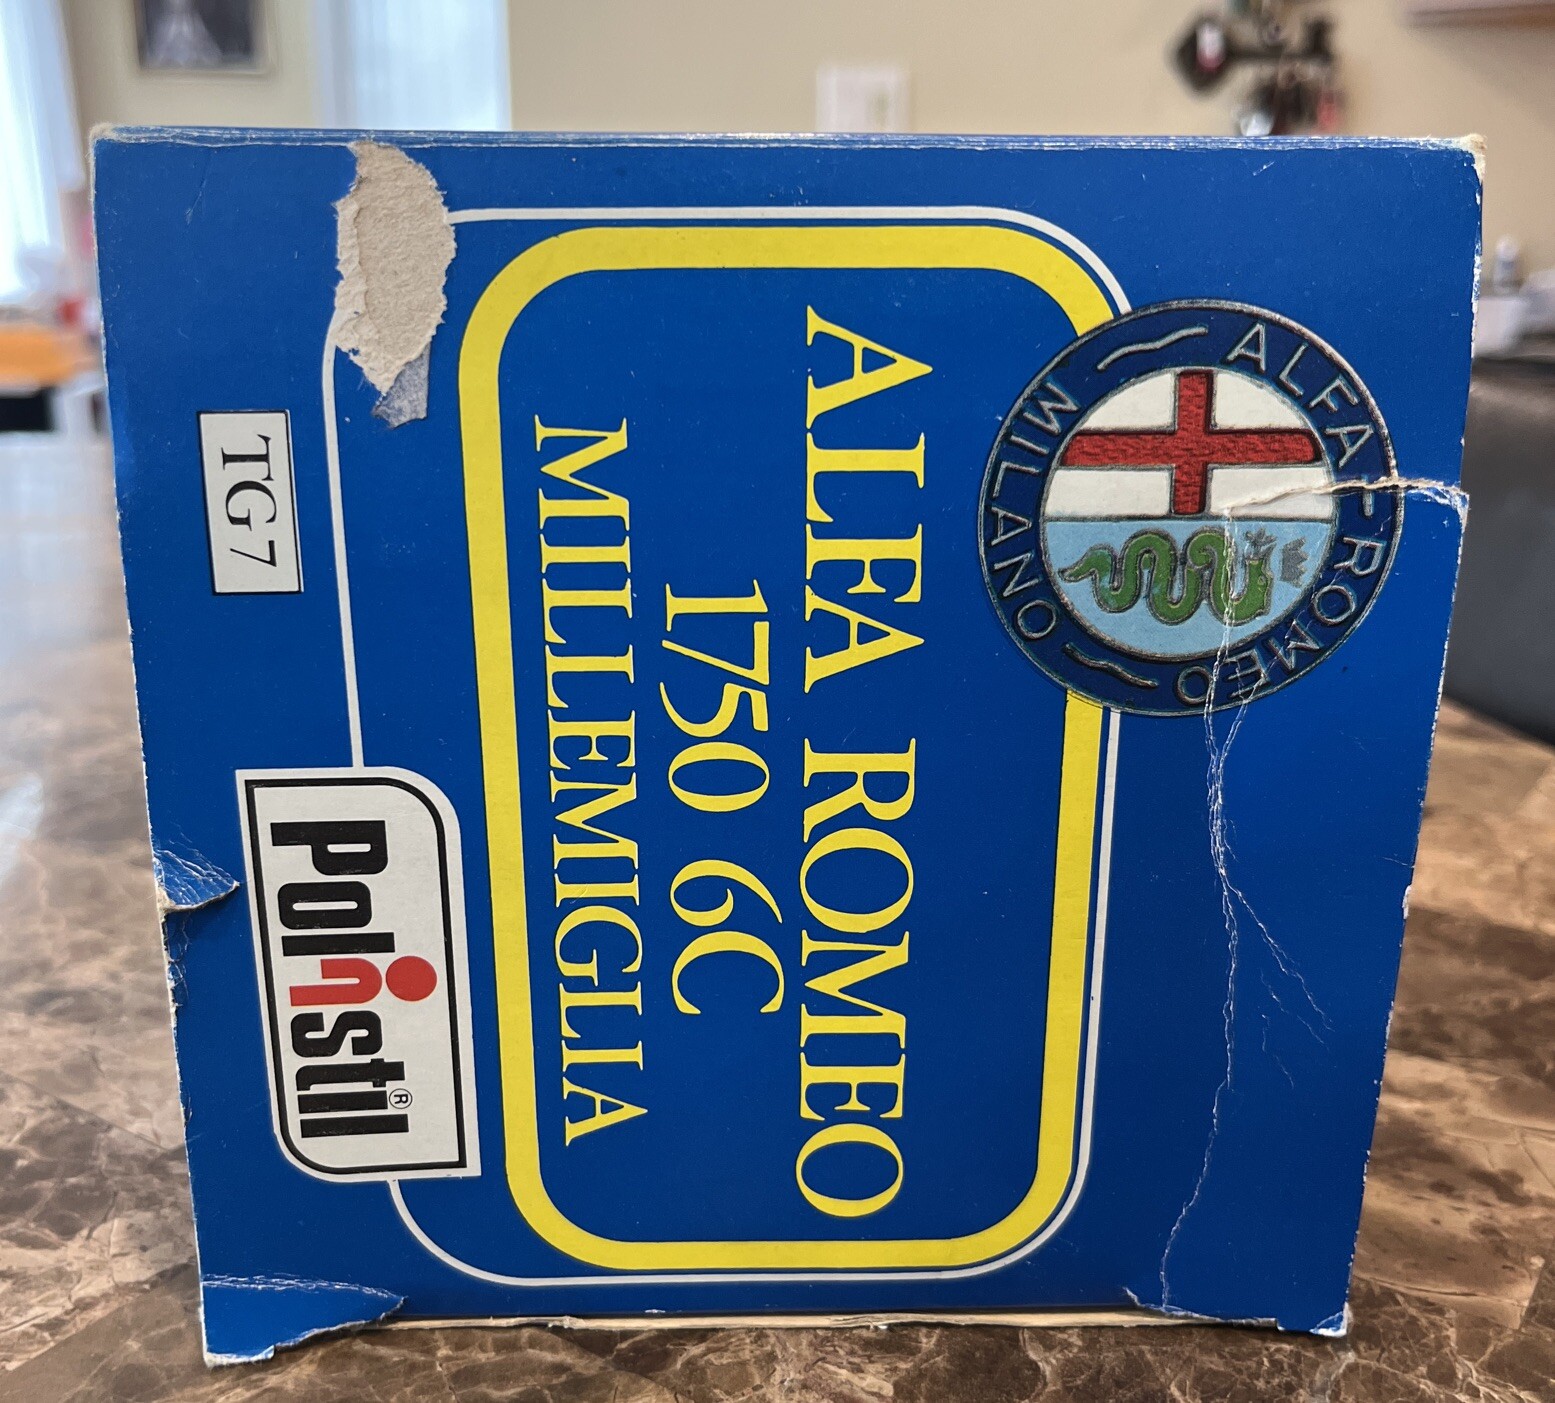 ALFA-ROMEO
MILANO
ALFA ROMEO
1750 6C
MILLEMIGLIA
TG7
polistil®